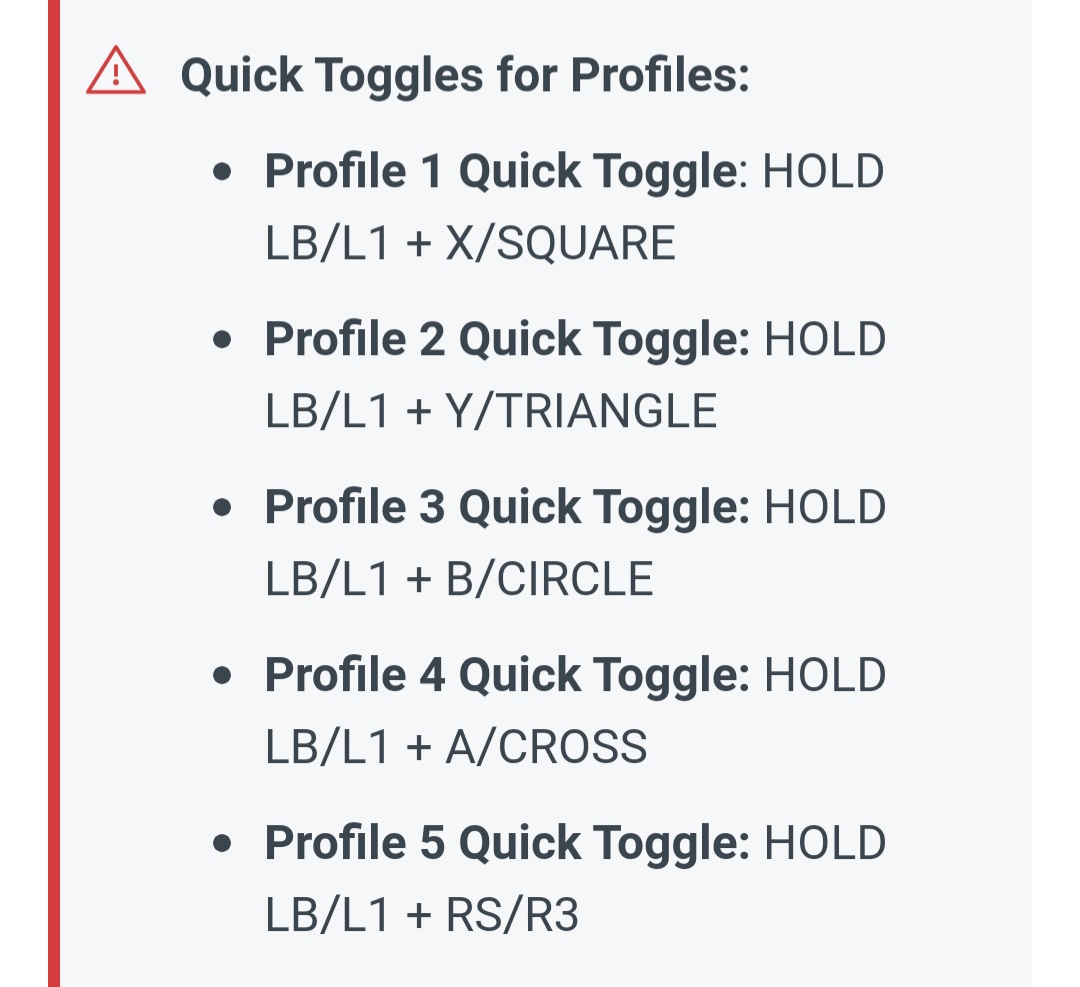 Quick Toggles for Profiles:
Profile 1 Quick Toggle: HOLD
LB/L1 + X/SQUARE
Profile 2 Quick Toggle: HOLD
LB/L1 + Y/TRIANGLE
Profile 3 Quick Toggle: HOLD
LB/L1 + B/CIRCLE
Profile 4 Quick Toggle: HOLD
LB/L1 + A/CROSS
Profile 5 Quick Toggle: HOLD
LB/L1 + RS/R3